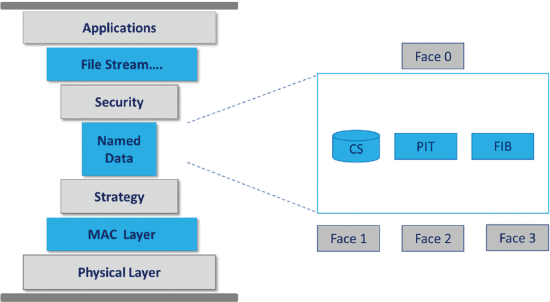 Applications
File Stream....
Security
Named
Data
Strategy
MAC Layer
Physical Layer
Face 0
CS
PIT
FIB
Face 1
Face 2
Face 3